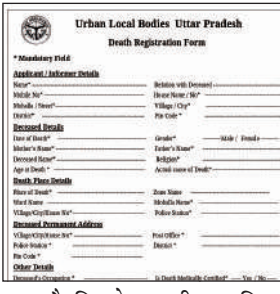 Urban Local Bodies Uttar Pradesh
Death Registration Form
* Mandatory Field
Applicant / Informer Details
Name* Relation with Deceased
Mobile No* House Name / No*
Mohalla / Street* Village / City*
District* Pin Code *
Deceased Details
Date of Death* Gender* Male / Female
Mother's Name* Father's Name*
Deceased Name* Religion*
Age at Death * Actual cause of Death*
Death Place Details
Place of Death* Zone Name
Ward Name Mohalla Name*
Village/City/Home No* Police Station*
Deceased Permanent Address
Village/City/Home No* Post Office *
Police Station * District *
Pin Code *
Other Details
Deceased's Occupation * Is Death Medically Certified* Yes / No